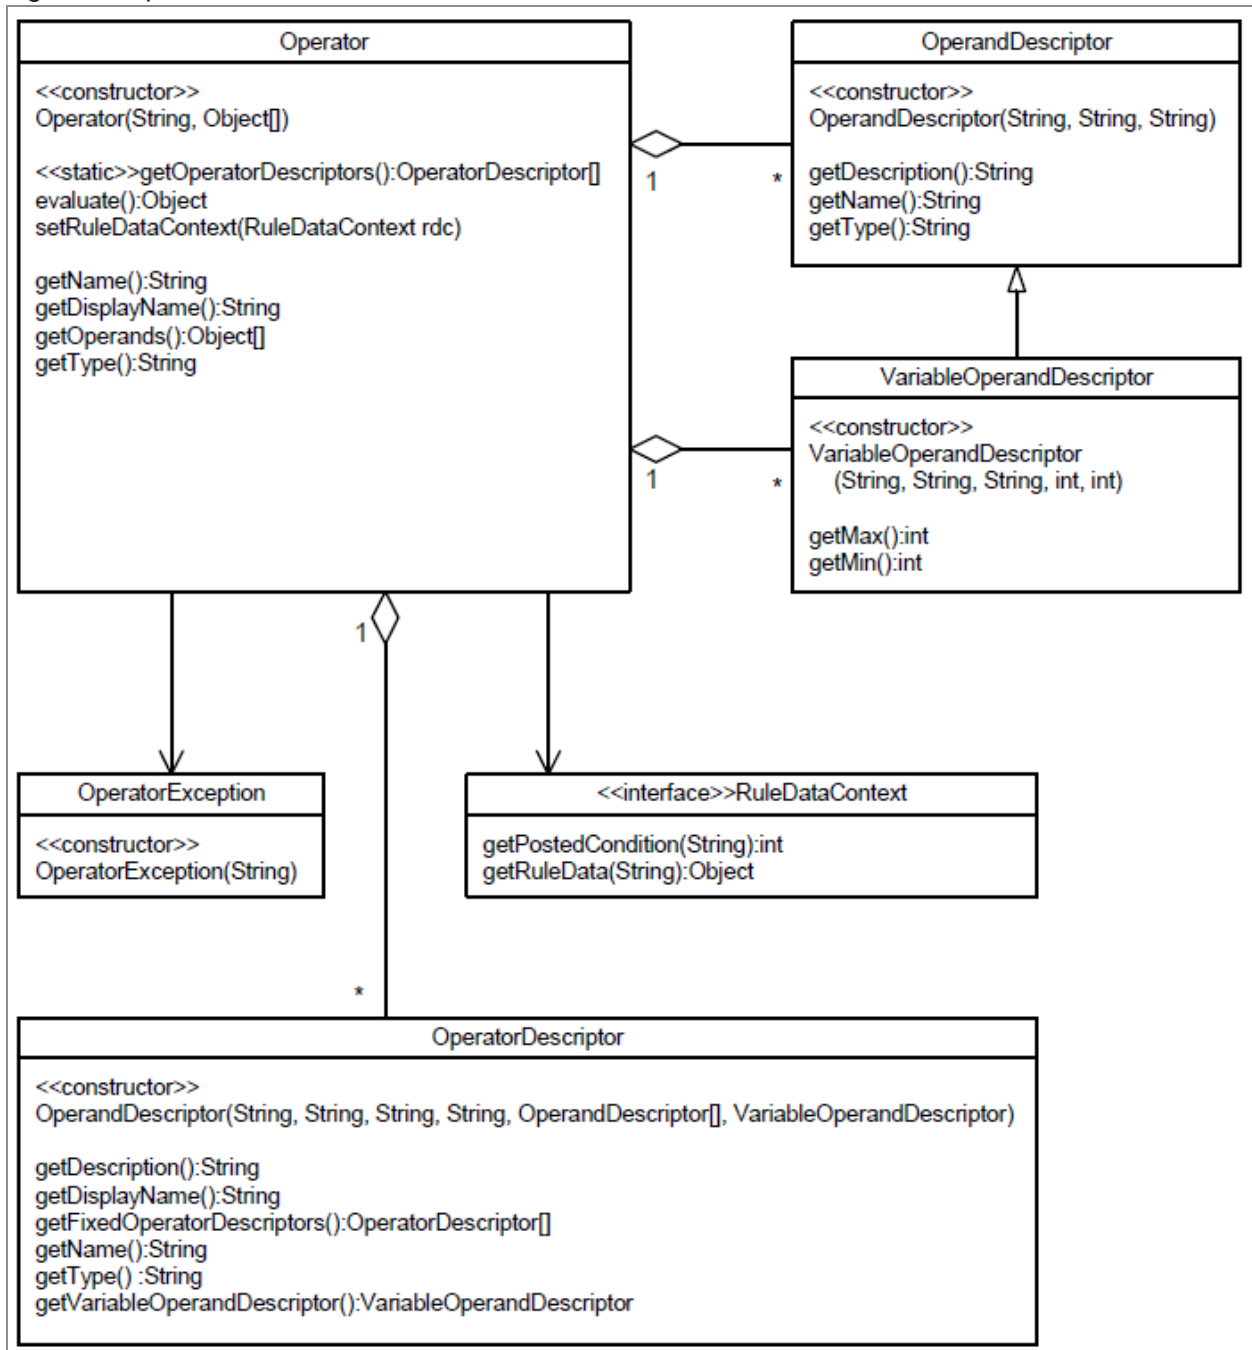 Operator
<<constructor>>
Operator(String, Object[])
<<static>>getOperatorDescriptors():OperatorDescriptor[]
evaluate():Object
setRuleDataContext(RuleDataContext rdc)
getName():String
getDisplayName():String
getOperands():Object[]
getType():String
1
*
OperandDescriptor
<<constructor>>
OperandDescriptor(String, String, String)
getDescription():String
getName():String
getType():String
1
*
VariableOperandDescriptor
<<constructor>>
VariableOperandDescriptor
(String, String, String, int, int)
getMax():int
getMin():int
1
OperatorException
<<constructor>>
OperatorException(String)
<<interface>>RuleDataContext
getPostedCondition(String):int
getRuleData(String):Object
*
OperatorDescriptor
<<constructor>>
OperandDescriptor(String, String, String, String, OperandDescriptor[], VariableOperandDescriptor)
getDescription():String
getDisplayName():String
getFixedOperatorDescriptors():OperatorDescriptor[]
getName():String
getType() :String
getVariableOperandDescriptor():VariableOperandDescriptor